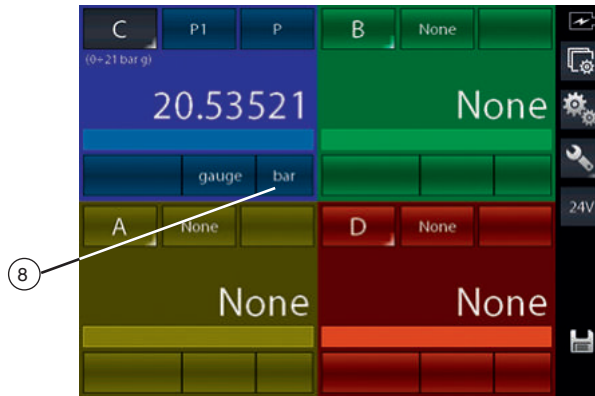 C P1 P
(0÷21 bar g)
20.53521
gauge bar
B None
None
A None
None
D None
None
24V
8